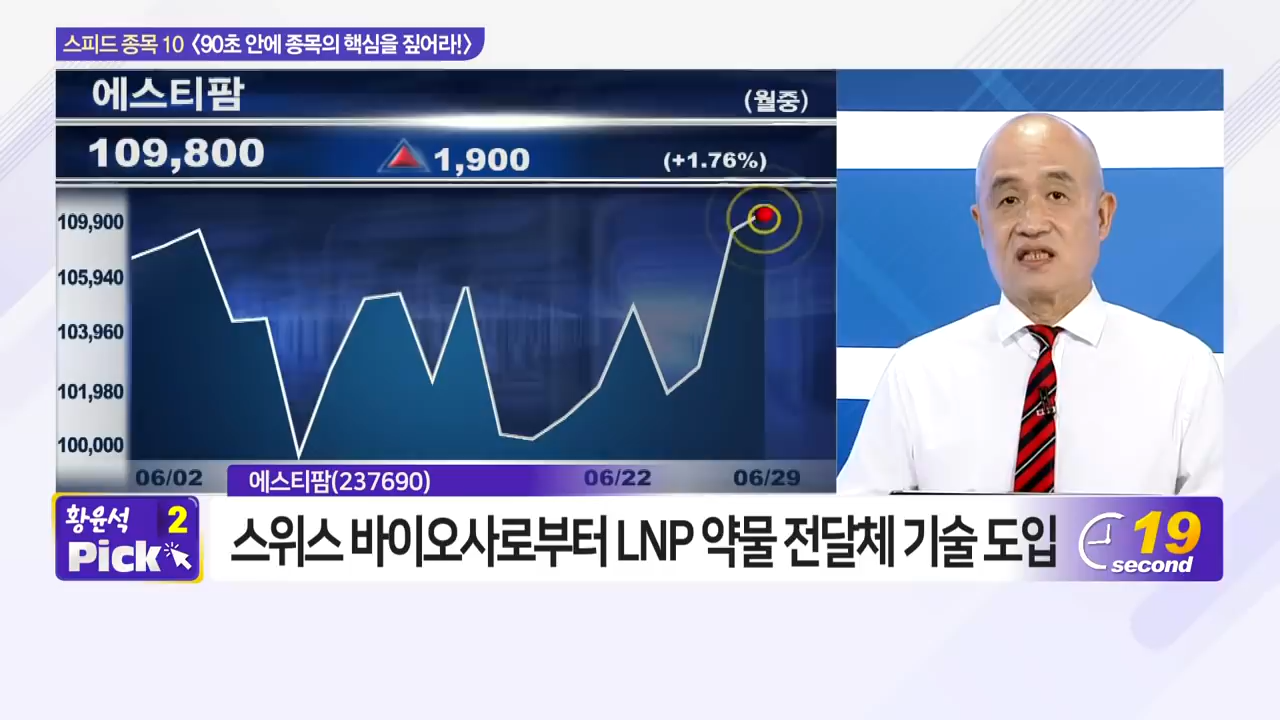 스피드 종목 10 〈90초 안에 종목의 핵심을 짚어라!〉
에스티팜
(월중)
109,800 1,900 (+1.76%)
109,900
105,940
103,960
101,980
100,000
06/02 06/22 06/29
에스티팜(237690)
황윤석 2
Pick
스위스 바이오사로부터 LNP 약물 전달체 기술 도입
19
second